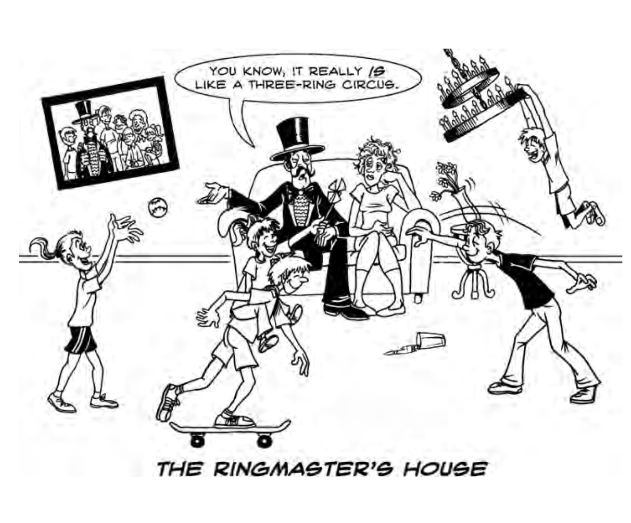 YOU KNOW, IT REALLY IS
LIKE A THREE-RING CIRCUS.
THE RINGMASTER'S HOUSE